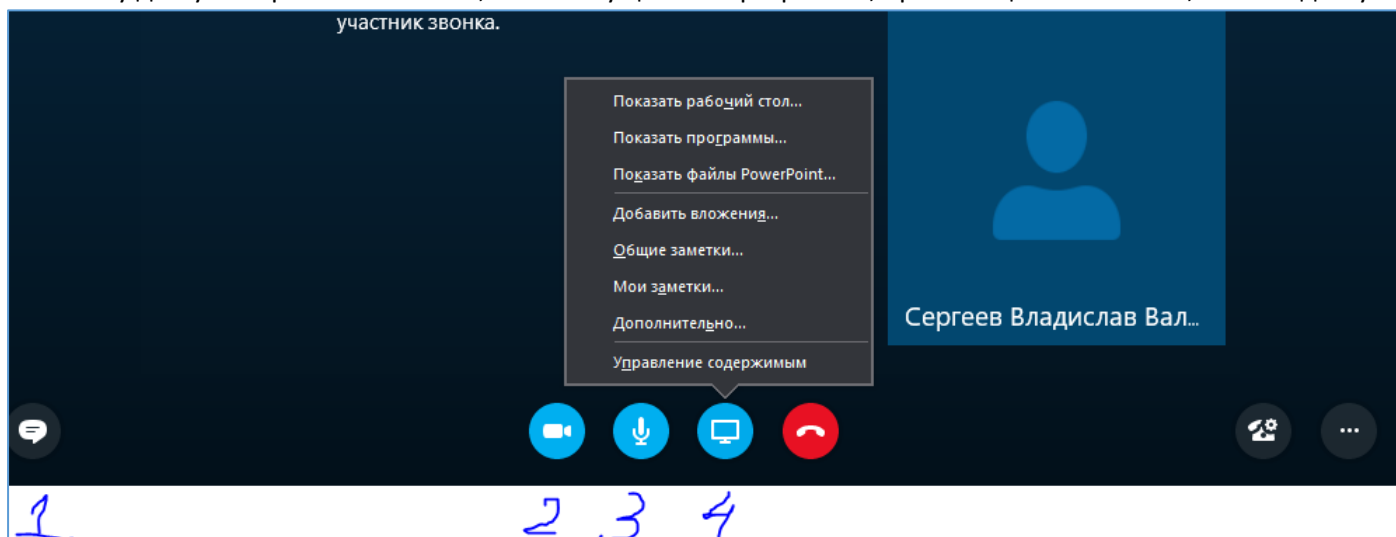 участник звонка.
Показать рабочий стол...
Показать программы...
Показать файлы PowerPoint...
Добавить вложения...
Общие заметки...
Мои заметки...
Дополнительно...
Управление содержимым
Сергеев Владислав Вал...
1 2 3 4